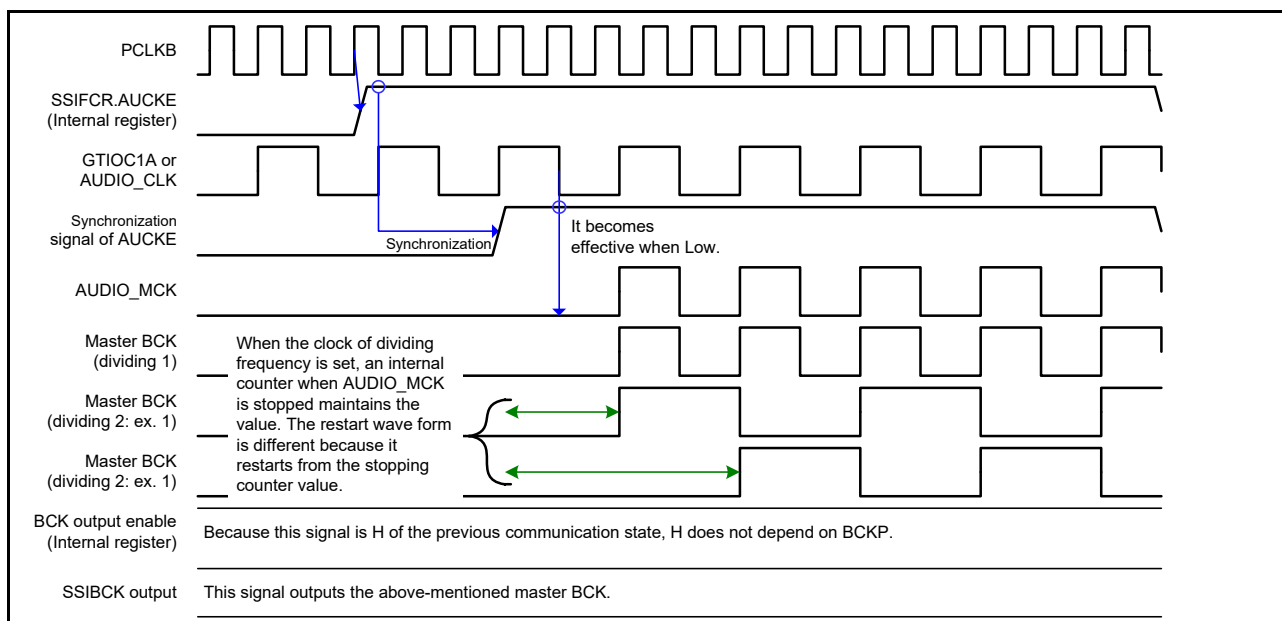 PCLKB
SSIFCR.AUCKE
(Internal register)
GTIOC1A or
AUDIO_CLK
Synchronization
signal of AUCKE
Synchronization
It becomes
effective when Low.
AUDIO_MCK
Master BCK
(dividing 1)
When the clock of dividing
frequency is set, an internal
counter when AUDIO_MCK
is stopped maintains the
value. The restart wave form
is different because it
restarts from the stopping
counter value.
Master BCK
(dividing 2: ex. 1)
Master BCK
(dividing 2: ex. 1)
BCK output enable
(Internal register)
Because this signal is H of the previous communication state, H does not depend on BCKP.
SSIBCK output
This signal outputs the above-mentioned master BCK.